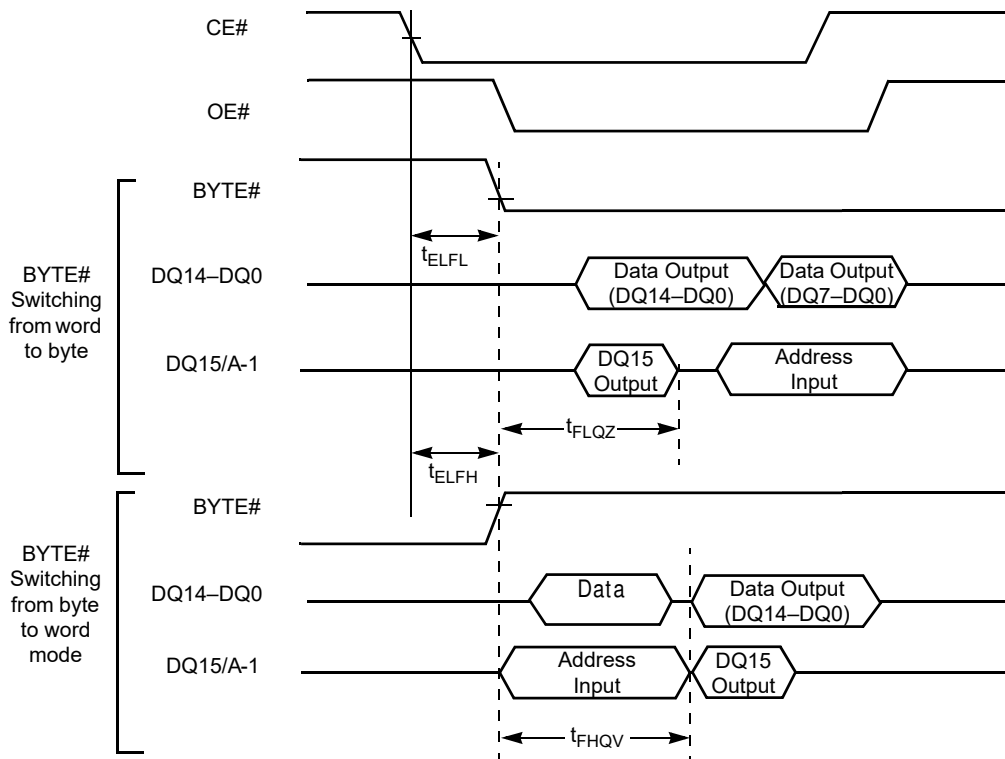 CE#
OE#
BYTE#
tELFL
BYTE#
Switching
from word
to byte
DQ14–DQ0
Data Output
(DQ14–DQ0)
Data Output
(DQ7–DQ0)
DQ15/A-1
DQ15
Output
Address
Input
tFLQZ
tELFH
BYTE#
BYTE#
Switching
from byte
to word
mode
DQ14–DQ0
Data
Data Output
(DQ14–DQ0)
DQ15/A-1
Address
Input
DQ15
Output
tFHQV